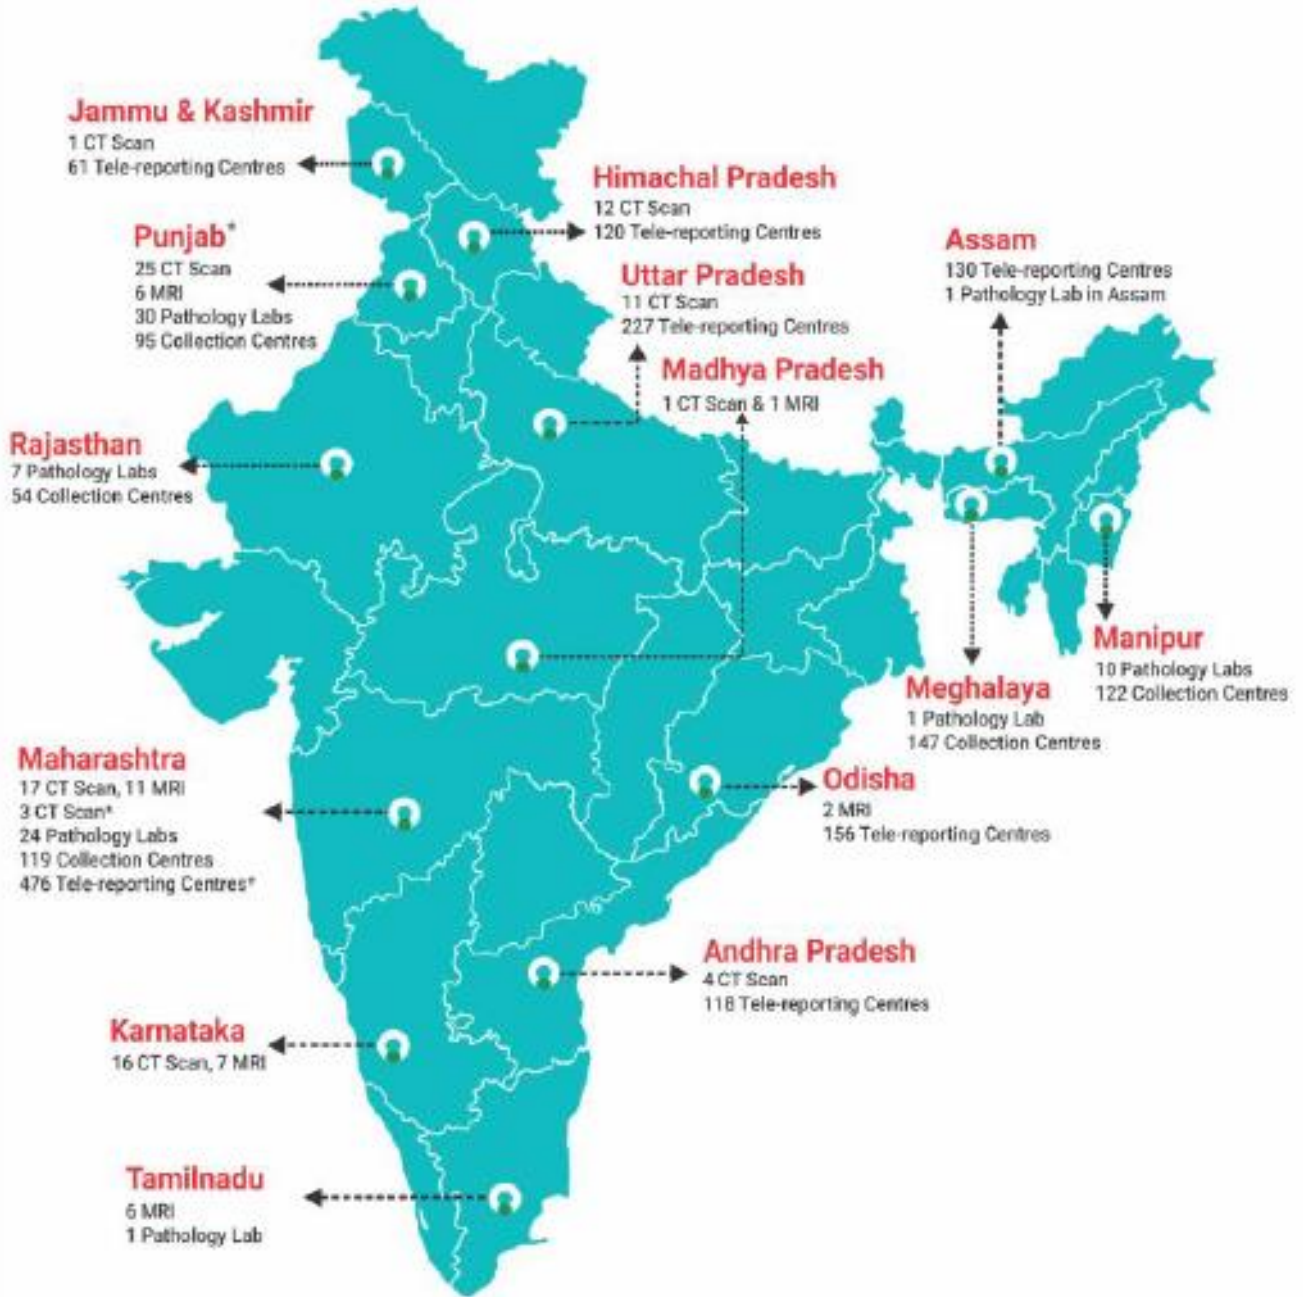 Jammu & Kashmir
1 CT Scan
61 Tele-reporting Centres
Himachal Pradesh
12 CT Scan
120 Tele-reporting Centres
Punjab*
25 CT Scan
6 MRI
30 Pathology Labs
95 Collection Centres
Assam
130 Tele-reporting Centres
1 Pathology Lab in Assam
Uttar Pradesh
11 CT Scan
227 Tele-reporting Centres
Madhya Pradesh
1 CT Scan & 1 MRI
Rajasthan
7 Pathology Labs
54 Collection Centres
Manipur
10 Pathology Labs
122 Collection Centres
Meghalaya
1 Pathology Lab
147 Collection Centres
Maharashtra
17 CT Scan, 11 MRI
3 CT Scan*
24 Pathology Labs
119 Collection Centres
476 Tele-reporting Centres*
Odisha
2 MRI
156 Tele-reporting Centres
Andhra Pradesh
4 CT Scan
118 Tele-reporting Centres
Karnataka
16 CT Scan, 7 MRI
Tamilnadu
6 MRI
1 Pathology Lab